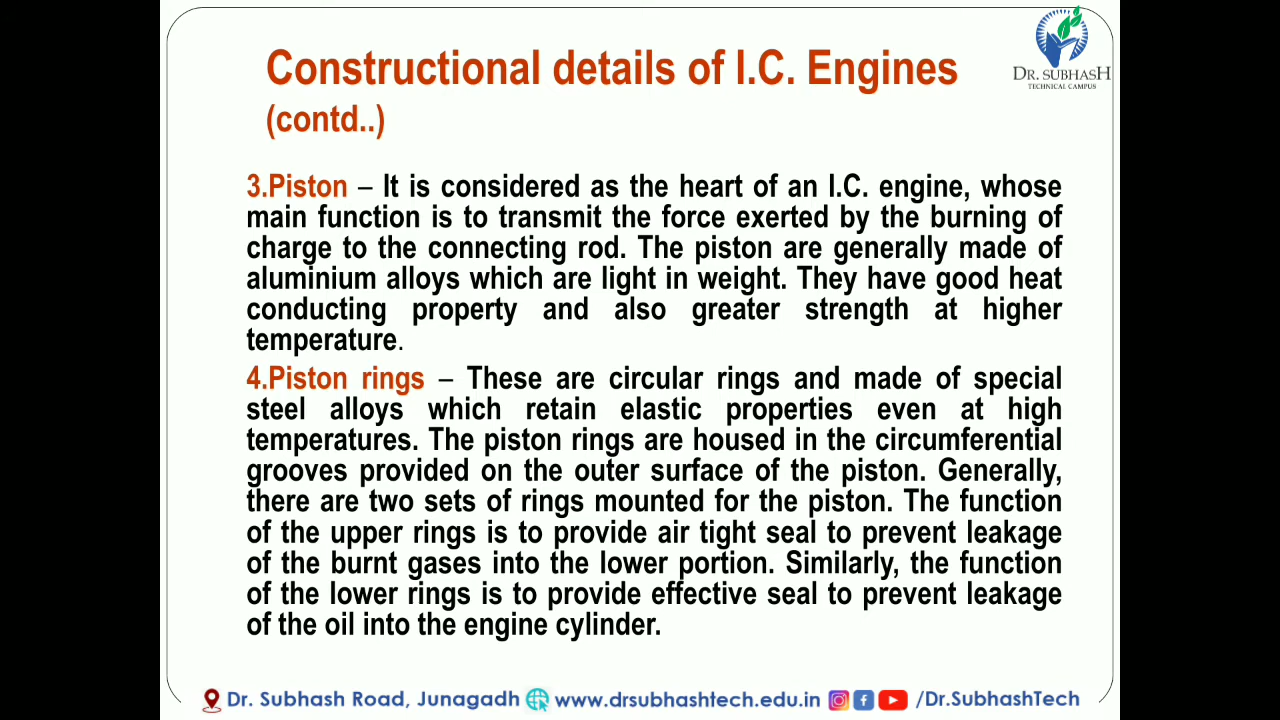 Constructional details of I.C. Engines
(contd..)
DR. SUBHASH
TECHNICAL CAMPUS
3.Piston – It is considered as the heart of an I.C. engine, whose
main function is to transmit the force exerted by the burning of
charge to the connecting rod. The piston are generally made of
aluminium alloys which are light in weight. They have good heat
conducting property and also greater strength at higher
temperature.
4.Piston rings – These are circular rings and made of special
steel alloys which retain elastic properties even at high
temperatures. The piston rings are housed in the circumferential
grooves provided on the outer surface of the piston. Generally,
there are two sets of rings mounted for the piston. The function
of the upper rings is to provide air tight seal to prevent leakage
of the burnt gases into the lower portion. Similarly, the function
of the lower rings is to provide effective seal to prevent leakage
of the oil into the engine cylinder.
Dr. Subhash Road, Junagadh www.drsubhashtech.edu.in /Dr.SubhashTech